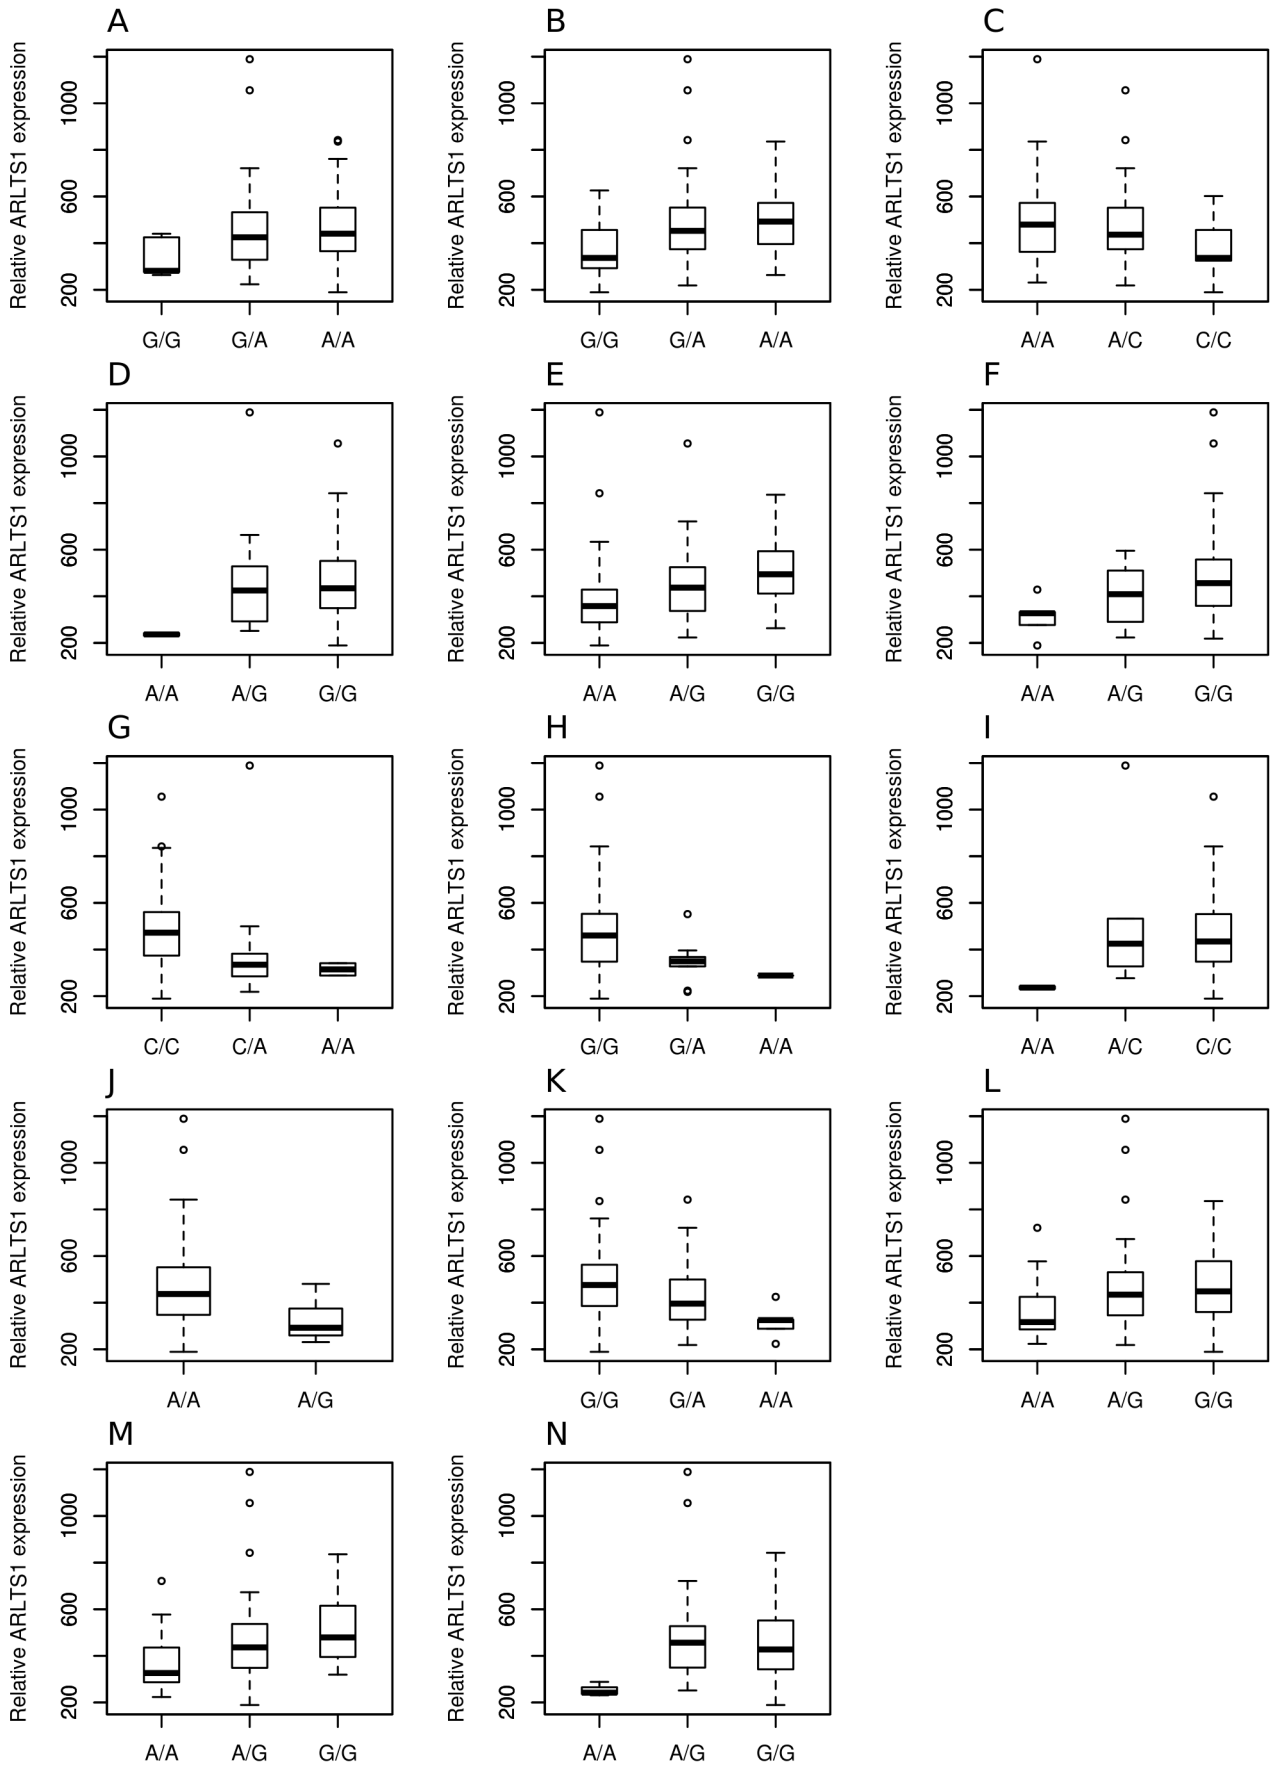 A
Relative ARLTS1 expression
200 600 1000
G/G G/A A/A
B
Relative ARLTS1 expression
200 600 1000
G/G G/A A/A
C
Relative ARLTS1 expression
200 600 1000
A/A A/C C/C
D
Relative ARLTS1 expression
200 600 1000
A/A A/G G/G
E
Relative ARLTS1 expression
200 600 1000
A/A A/G G/G
F
Relative ARLTS1 expression
200 600 1000
A/A A/G G/G
G
Relative ARLTS1 expression
200 600 1000
C/C C/A A/A
H
Relative ARLTS1 expression
200 600 1000
G/G G/A A/A
I
Relative ARLTS1 expression
200 600 1000
A/A A/C C/C
J
Relative ARLTS1 expression
200 600 1000
A/A A/G
K
Relative ARLTS1 expression
200 600 1000
G/G G/A A/A
L
Relative ARLTS1 expression
200 600 1000
A/A A/G G/G
M
Relative ARLTS1 expression
200 600 1000
A/A A/G G/G
N
Relative ARLTS1 expression
200 600 1000
A/A A/G G/G